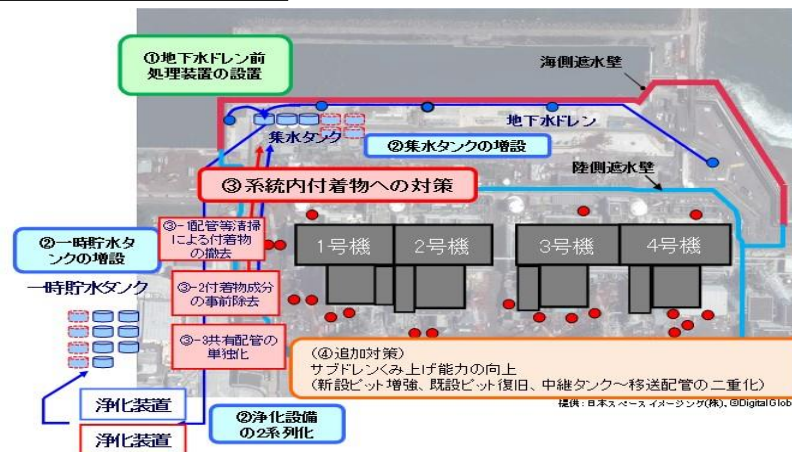 ①地下水ドレン前
処理装置の設置
海側遮水壁
地下水ドレン
集水タンク
②集水タンクの増設
陸側遮水壁
③系統内付着物への対策
③-1配管等清掃
による付着物
の撤去
1号機
2号機
3号機
4号機
②一時貯水タ
ンクの増設
一時貯水タンク
③-2付着物成分
の事前除去
③-3共有配管の
単独化
(④追加対策)
サブドレンくみ上げ能力の向上
(新設ピット増強、既設ピット復旧、中継タンク～移送配管の二重化)
提供:日本スペースイメージング(株)、©DigitalGlob
浄化装置
②浄化設備
の2系列化
浄化装置